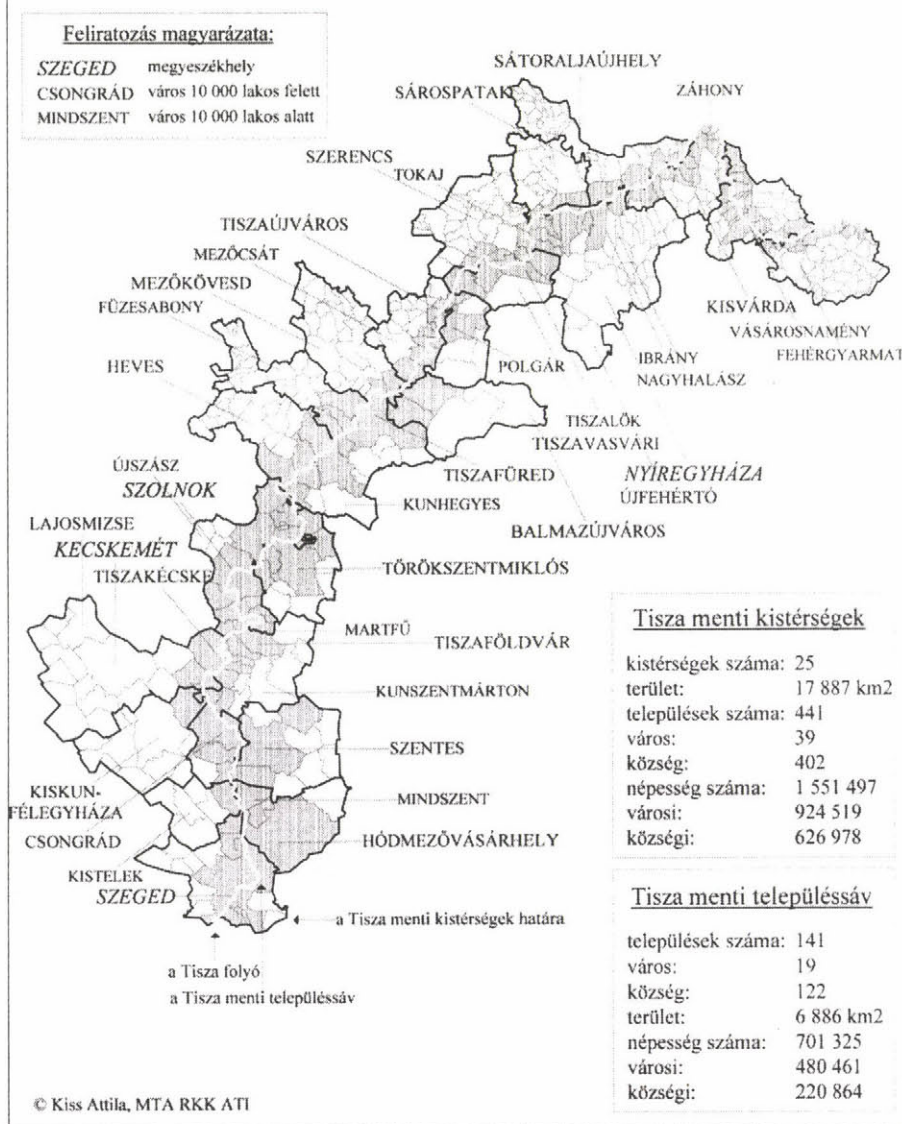 Feliratozás magyarázata:
SZEGED megyeszékhely
CSONGRÁD város 10 000 lakos felett
MINDSZENT város 10 000 lakos alatt
SÁTORALJAÚJHELY
SÁROSPATAK
ZÁHONY
SZERENCS
TOKAJ
TISZAÚJVÁROS
MEZŐCSÁT
MEZŐKÖVESD
FÜZESABONY
HEVES
KISVÁRDA
VÁSÁROSNAMÉNY
FEHÉRGYARMAT
POLGÁR
IBRÁNY
NAGYHALÁSZ
TISZALÖK
TISZAVASVÁRI
TISZAFÜRED
NYÍREGYHÁZA
ÚJFEHÉRTÓ
ÚJSZÁSZ
SZOLNOK
KUNHEGYES
BALMAZÚJVÁROS
LAJOSMIZSE
KECSKEMÉT
TISZAKÉCSKE
TÖRÖKSZENTMIKLÓS
MARTFŰ
TISZAFÖLDVÁR
KUNSZENTMÁRTON
SZENTES
KISKUN-
FÉLEGYHÁZA
MINDSZENT
CSONGRÁD
HÓDMEZŐVÁSÁRHELY
KISTELEK
SZEGED
a Tisza menti kistérségek határa
a Tisza folyó
a Tisza menti településsáv
Tisza menti kistérségek
kistérségek száma: 25
terület: 17 887 km2
települések száma: 441
város: 39
község: 402
népesség száma: 1 551 497
városi: 924 519
községi: 626 978
Tisza menti településsáv
települések száma: 141
város: 19
község: 122
terület: 6 886 km2
népesség száma: 701 325
városi: 480 461
községi: 220 864
© Kiss Attila, MTA RKK ATI